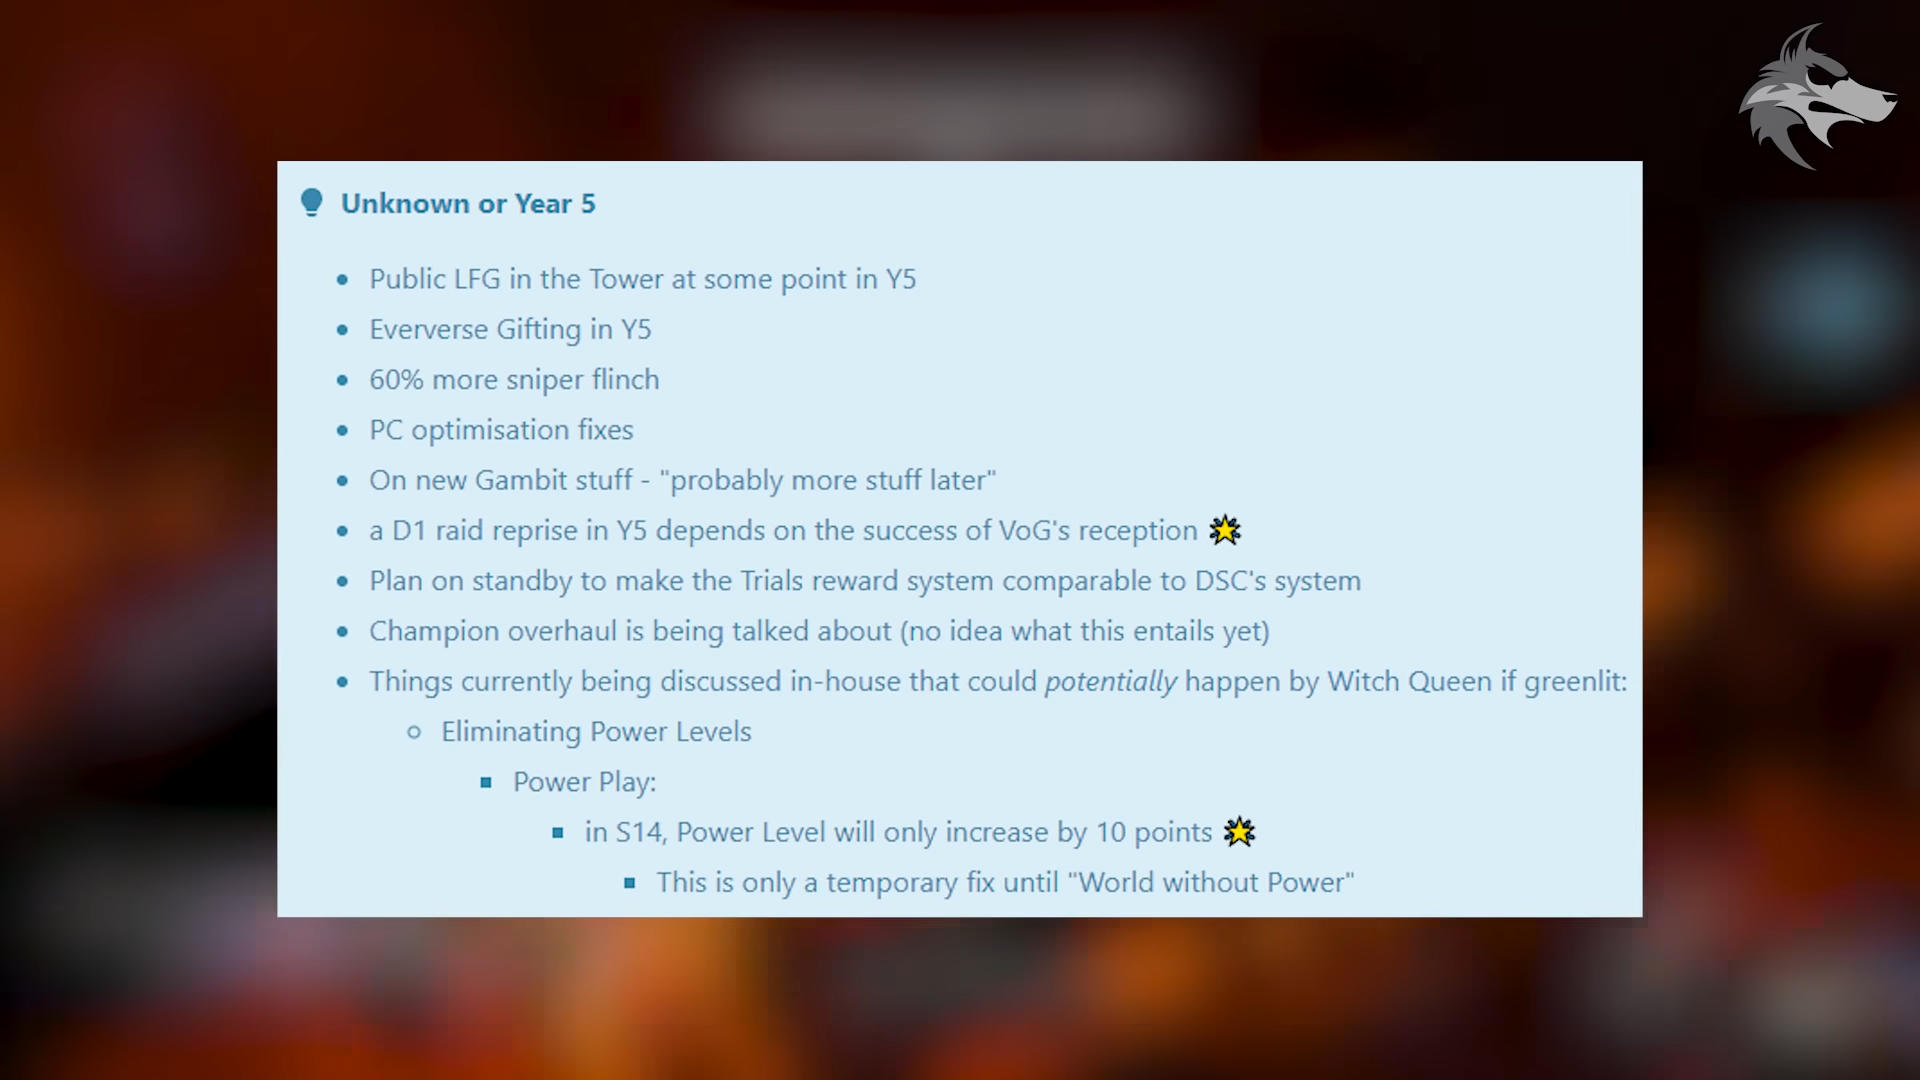 Unknown or Year 5
Public LFG in the Tower at some point in Y5
Eververse Gifting in Y5
60% more sniper flinch
PC optimisation fixes
On new Gambit stuff - "probably more stuff later"
a D1 raid reprise in Y5 depends on the success of VoG's reception
Plan on standby to make the Trials reward system comparable to DSC's system
Champion overhaul is being talked about (no idea what this entails yet)
Things currently being discussed in-house that could potentially happen by Witch Queen if greenlit:
Eliminating Power Levels
Power Play:
in S14, Power Level will only increase by 10 points
This is only a temporary fix until "World without Power"